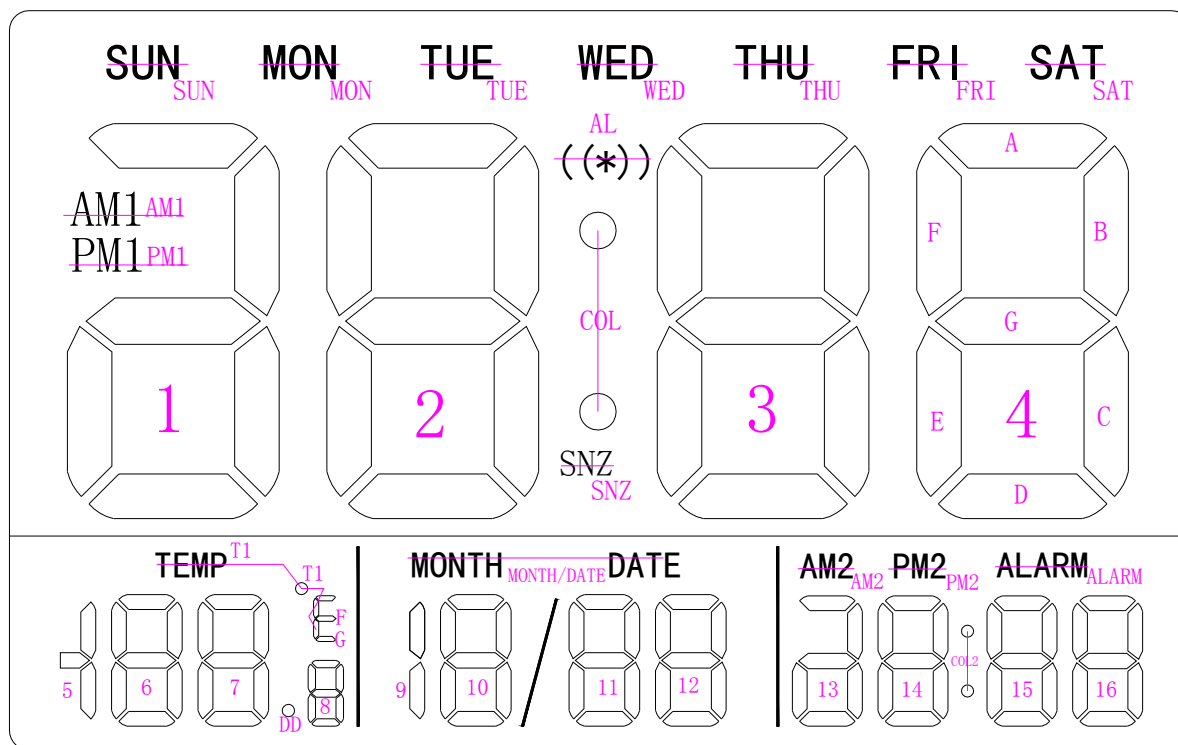 SUN MON TUE WED THU FRI SAT
SUN MON TUE WED THU FRI SAT
AL
((*))
A
AM1 AM1
F
B
PM1 PM1
COL
G
1
2
3
4
E
C
SNZ
SNZ
D
T1
TEMP
T1
MONTH MONTH/DATE DATE
AM2 AM2 PM2 PM2 ALARM ALARM
F
G
5 6 7 8 9 10 11 12 13 14 15 16
COL2
DD
/